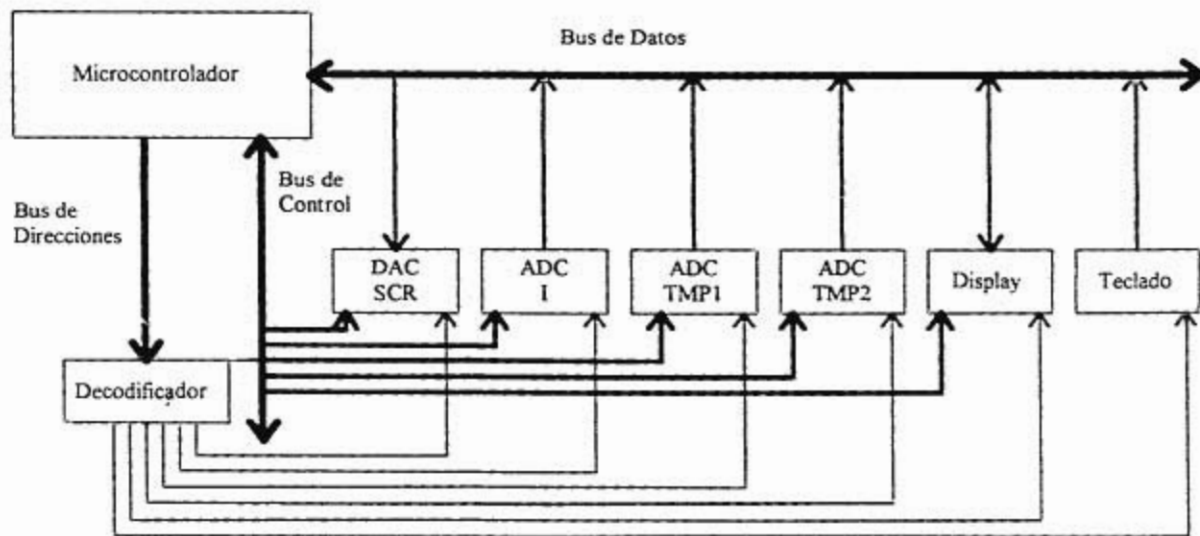 Bus de Datos
Microcontrolador
Bus de
Control
Bus de
Direcciones
DAC
SCR
ADC
I
ADC
TMP1
ADC
TMP2
Display
Teclado
Decodificador